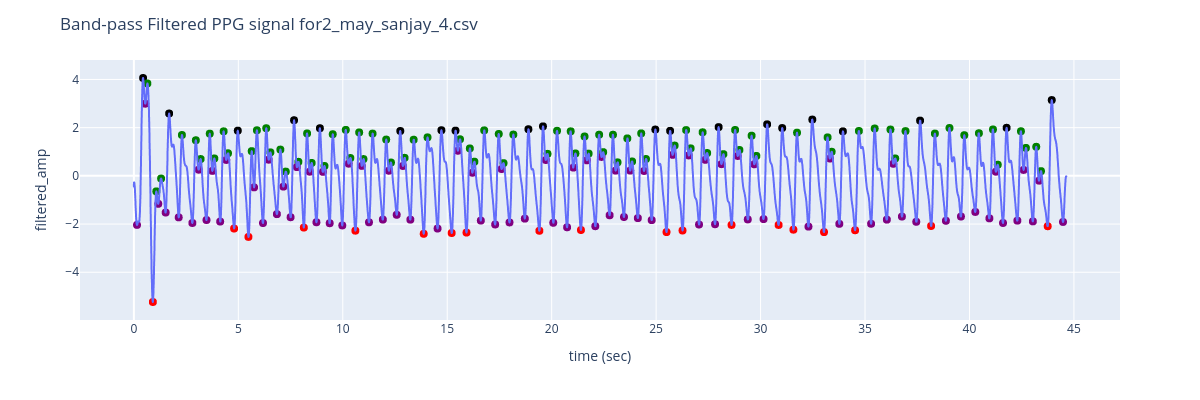 Band-pass Filtered PPG signal for2_may_sanjay_4.csv
4
2
0
−2
−4
filtered_amp
0 5 10 15 20 25 30 35 40 45
time (sec)